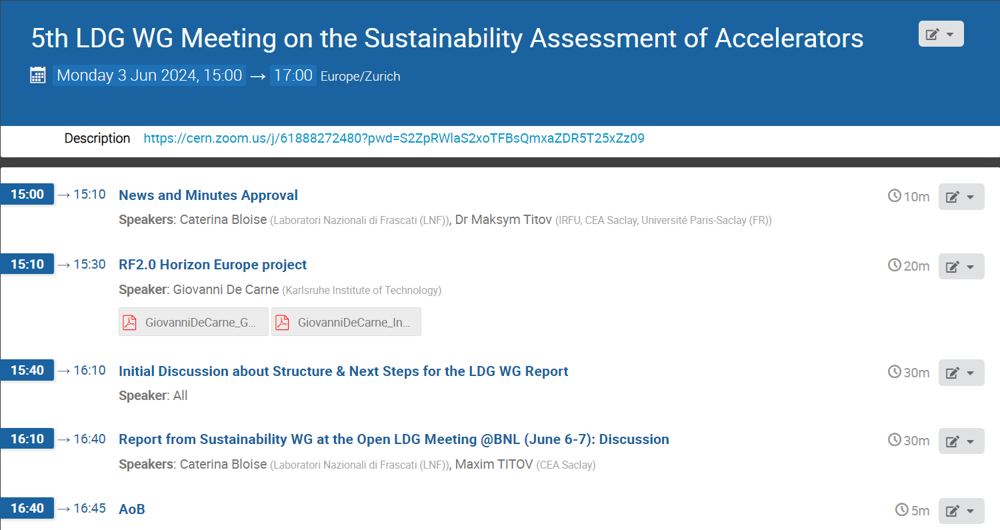 5th LDG WG Meeting on the Sustainability Assessment of Accelerators
Monday 3 Jun 2024, 15:00 → 17:00 Europe/Zurich
Description https://cern.zoom.us/j/61888272480?pwd=S2ZpRWlaS2xoTFBsQmxaZDR5T25xZz09
15:00 → 15:10 News and Minutes Approval 10m
Speakers: Caterina Bloise (Laboratori Nazionali di Frascati (LNF)), Dr Maksym Titov (IRFU, CEA Saclay, Université Paris-Saclay (FR))
15:10 → 15:30 RF2.0 Horizon Europe project 20m
Speaker: Giovanni De Carne (Karlsruhe Institute of Technology)
GiovanniDeCarne_G... GiovanniDeCarne_In...
15:40 → 16:10 Initial Discussion about Structure & Next Steps for the LDG WG Report 30m
Speaker: All
16:10 → 16:40 Report from Sustainability WG at the Open LDG Meeting @BNL (June 6-7): Discussion 30m
Speakers: Caterina Bloise (Laboratori Nazionali di Frascati (LNF)), Maxim TITOV (CEA Saclay)
16:40 → 16:45 AoB 5m